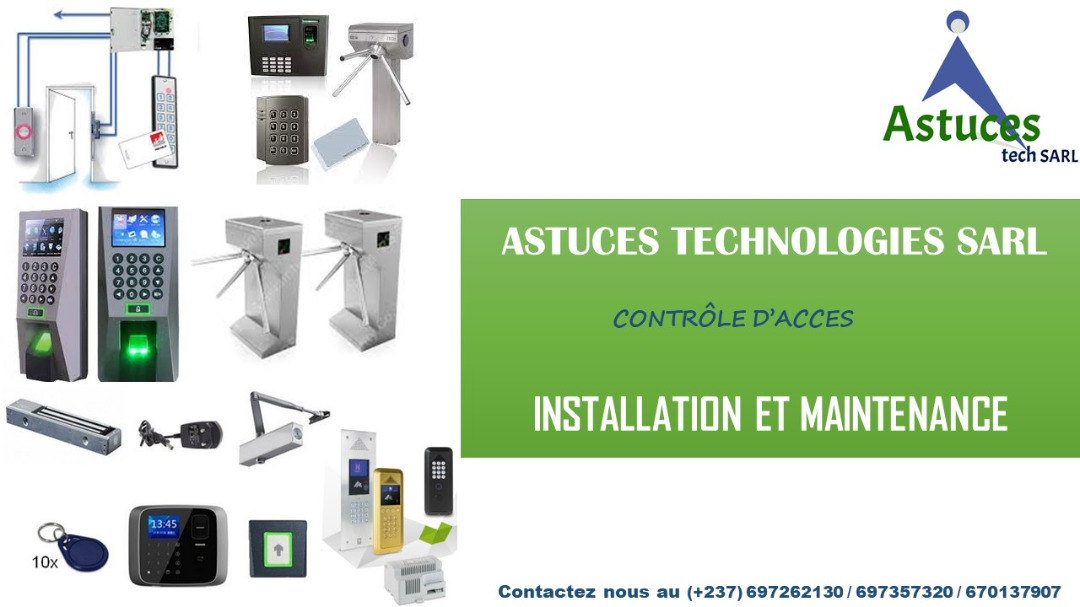 Astuces
tech SARL
ASTUCES TECHNOLOGIES SARL
CONTRÔLE D'ACCES
INSTALLATION ET MAINTENANCE
13:45
10x
Contactez nous au (+237) 697262130 / 697357320 / 670137907